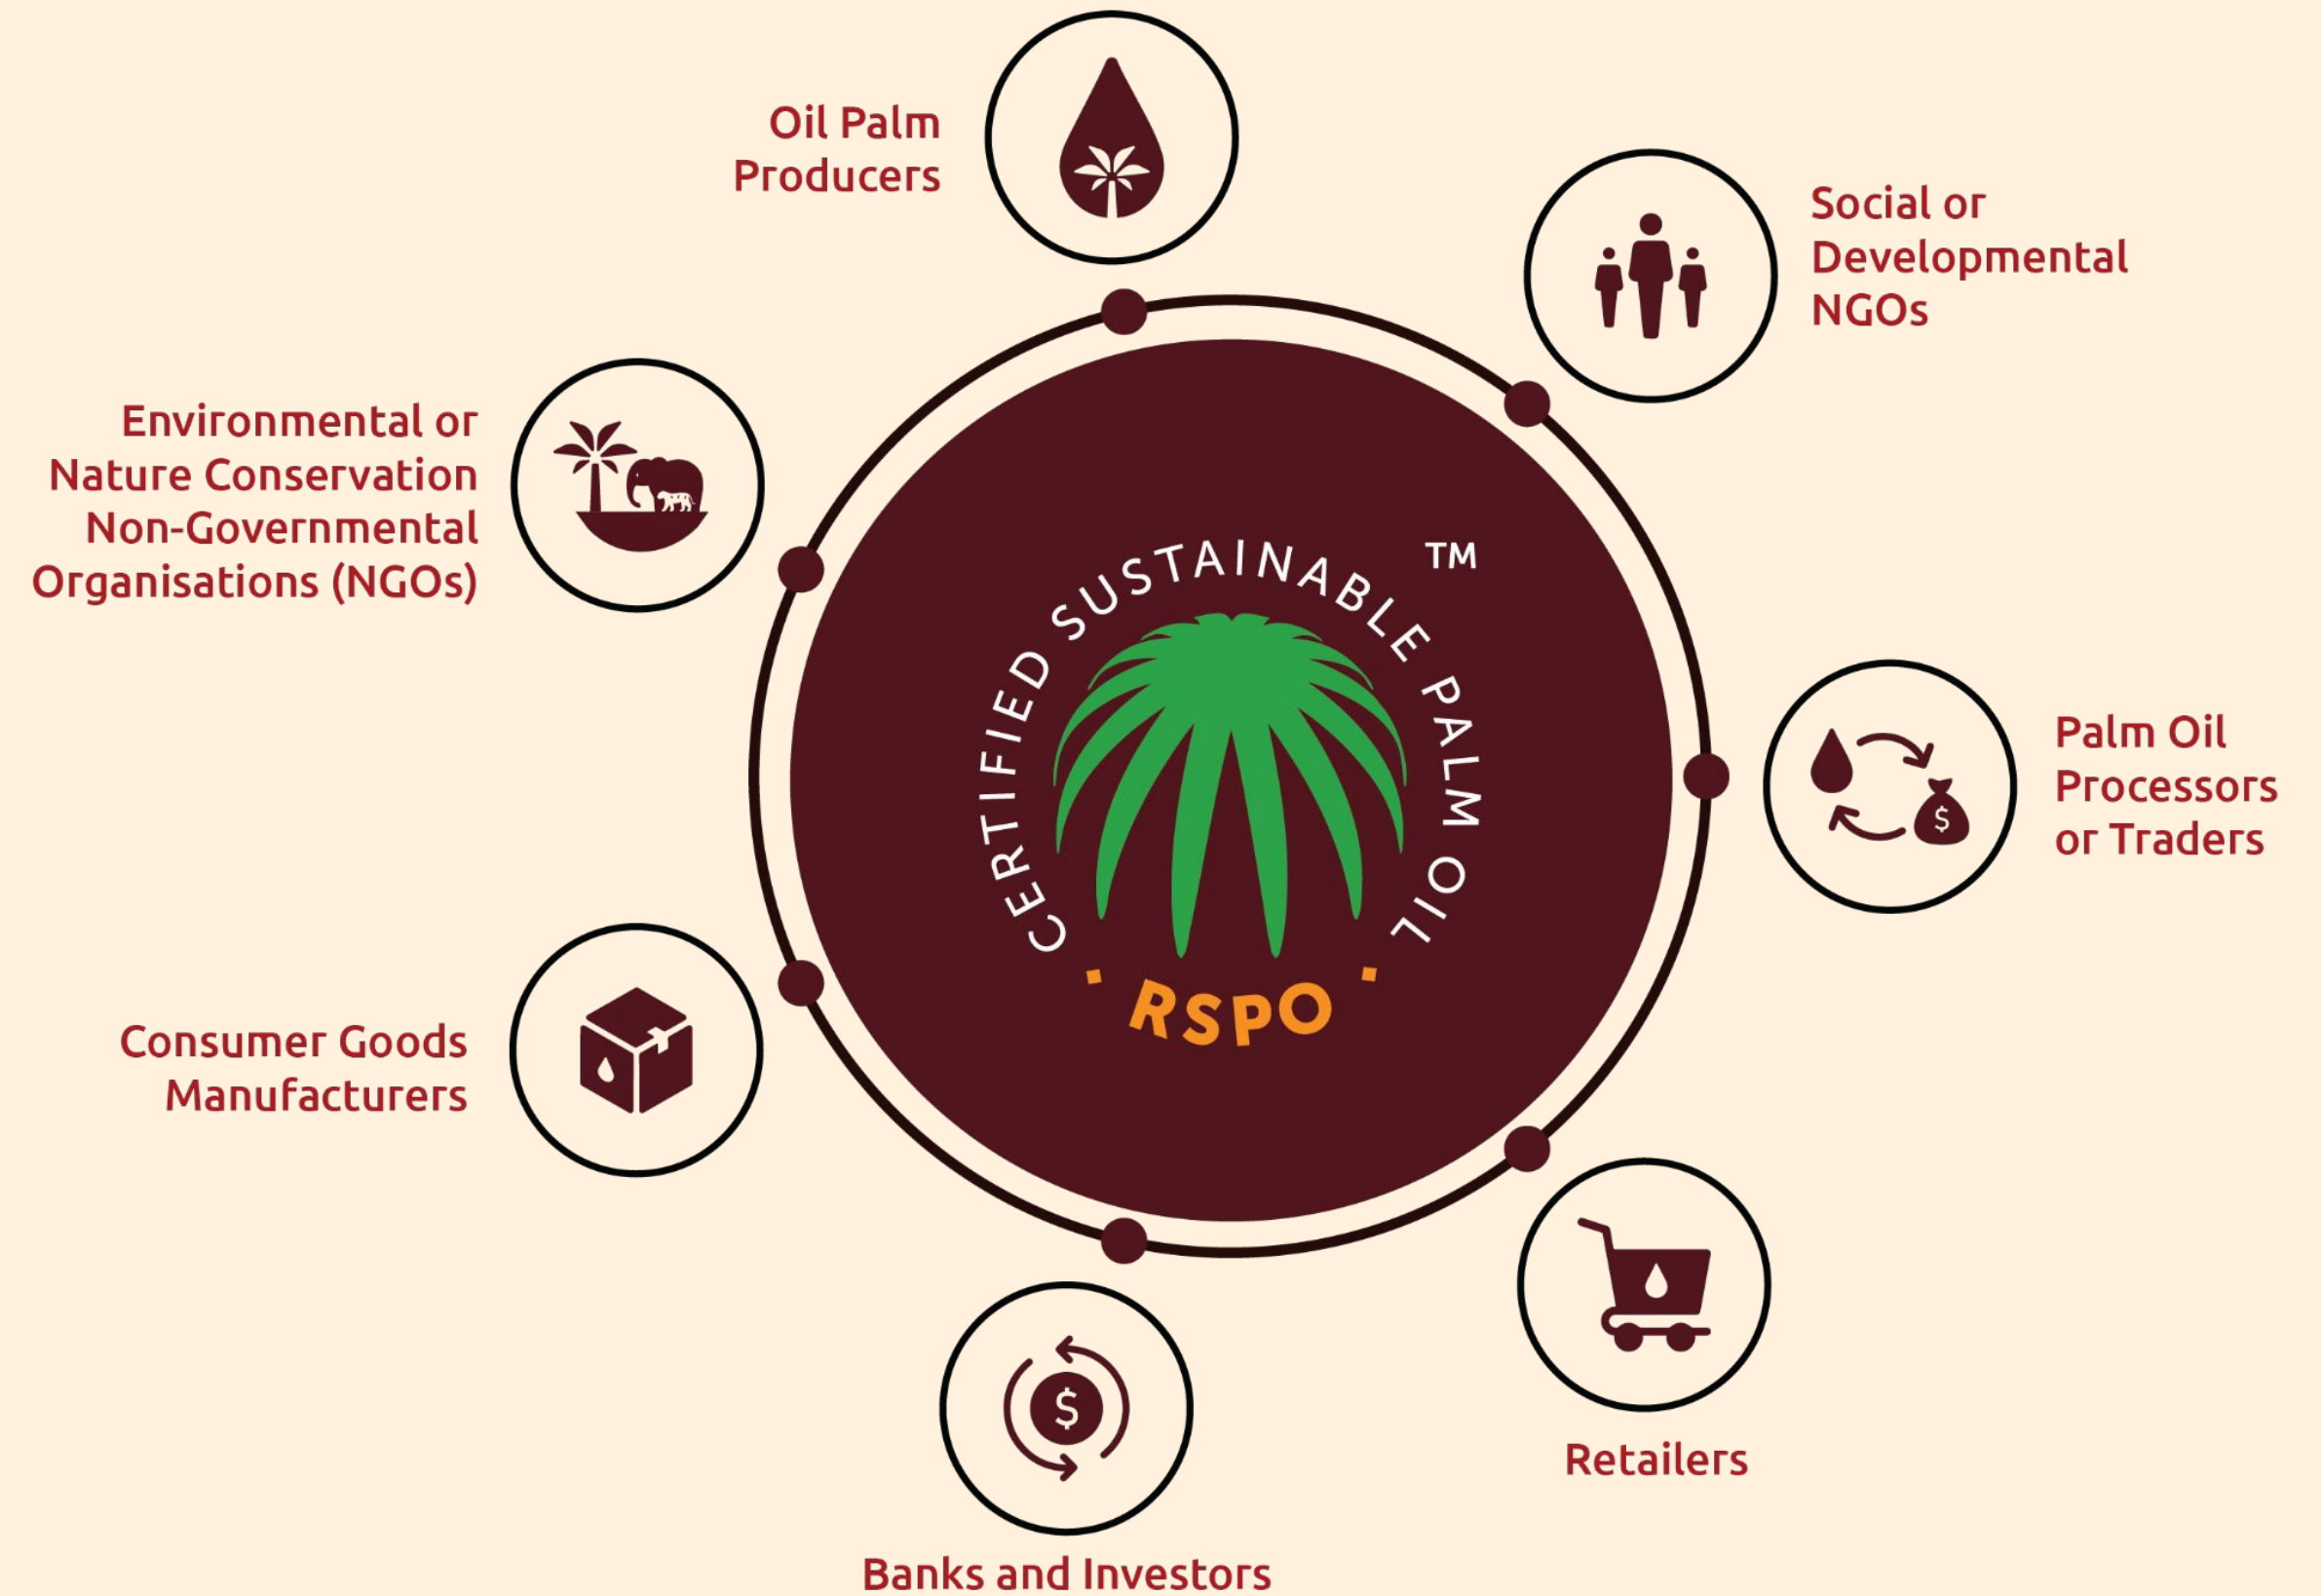 Oil Palm
Producers
Social or
Developmental
NGOs
Environmental or
Nature Conservation
Non-Governmental
Organisations (NGOs)
CERTIFIED SUSTAINABLE PALM OIL
TM
RSPO
Palm Oil
Processors
or Traders
$
Consumer Goods
Manufacturers
$
Retailers
Banks and Investors